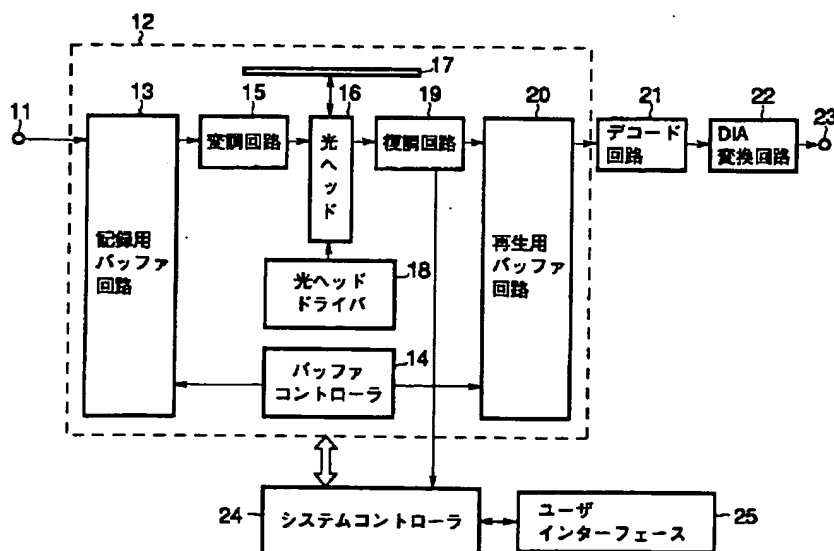 12
17
11
13
15
16
19
20
21
22
23
変調回路
光ヘッド
復調回路
デコード
回路
DIA
変換回路
記録用
バッファ
回路
光ヘッド
ドライバ
18
再生用
バッファ
回路
14
バッファ
コントローラ
24
システムコントローラ
ユーザ
インターフェース
25